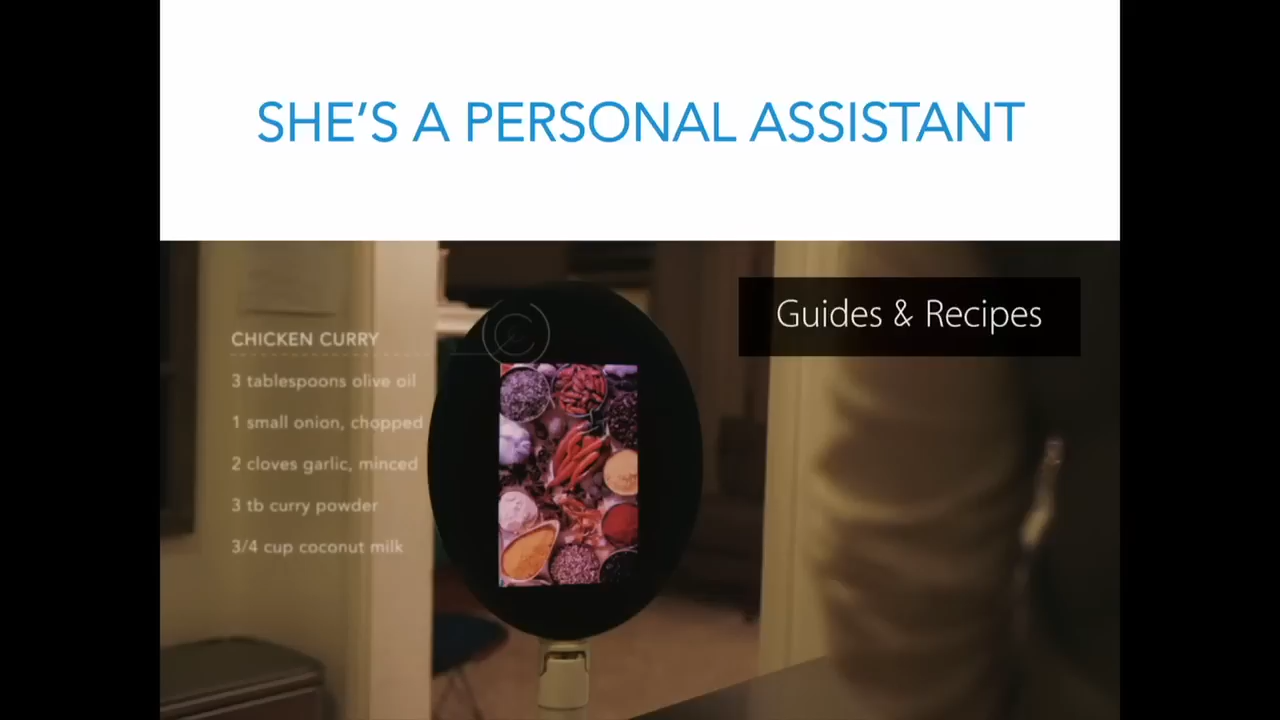 SHE'S A PERSONAL ASSISTANT
Guides & Recipes
CHICKEN CURRY
3 tablespoons olive oil
1 small onion, chopped
2 cloves garlic, minced
3 tb curry powder
3/4 cup coconut milk